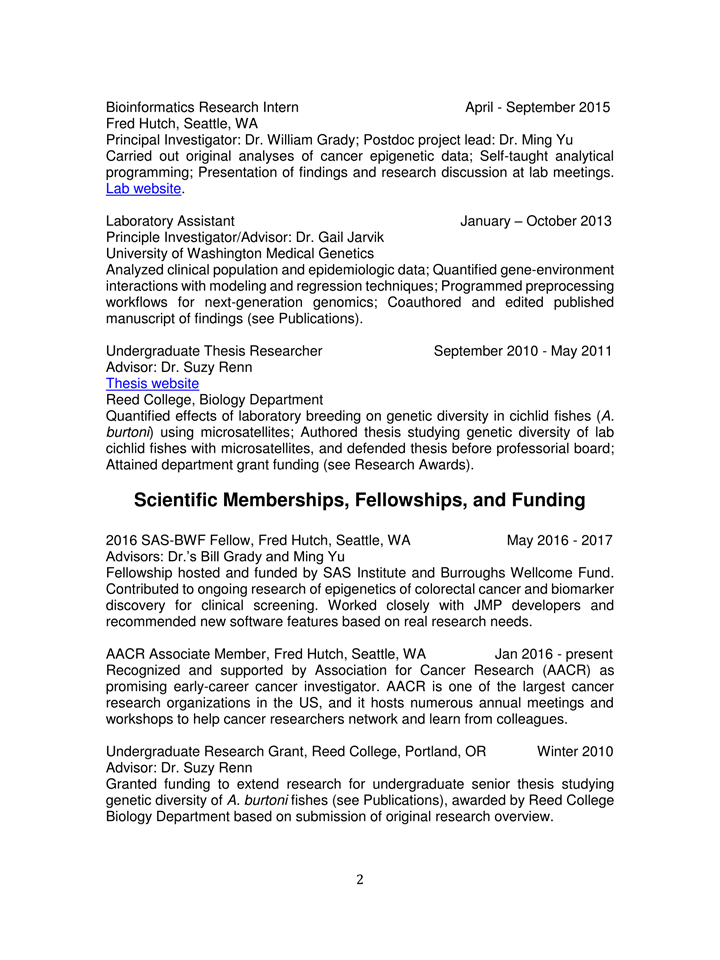 Bioinformatics Research Intern April - September 2015
Fred Hutch, Seattle, WA
Principal Investigator: Dr. William Grady; Postdoc project lead: Dr. Ming Yu
Carried out original analyses of cancer epigenetic data; Self-taught analytical
programming; Presentation of findings and research discussion at lab meetings.
Lab website.
Laboratory Assistant January – October 2013
Principle Investigator/Advisor: Dr. Gail Jarvik
University of Washington Medical Genetics
Analyzed clinical population and epidemiologic data; Quantified gene-environment
interactions with modeling and regression techniques; Programmed preprocessing
workflows for next-generation genomics; Coauthored and edited published
manuscript of findings (see Publications).
Undergraduate Thesis Researcher September 2010 - May 2011
Advisor: Dr. Suzy Renn
Thesis website
Reed College, Biology Department
Quantified effects of laboratory breeding on genetic diversity in cichlid fishes (A.
burtoni) using microsatellites; Authored thesis studying genetic diversity of lab
cichlid fishes with microsatellites, and defended thesis before professorial board;
Attained department grant funding (see Research Awards).
Scientific Memberships, Fellowships, and Funding
2016 SAS-BWF Fellow, Fred Hutch, Seattle, WA May 2016 - 2017
Advisors: Dr.'s Bill Grady and Ming Yu
Fellowship hosted and funded by SAS Institute and Burroughs Wellcome Fund.
Contributed to ongoing research of epigenetics of colorectal cancer and biomarker
discovery for clinical screening. Worked closely with JMP developers and
recommended new software features based on real research needs.
AACR Associate Member, Fred Hutch, Seattle, WA Jan 2016 - present
Recognized and supported by Association for Cancer Research (AACR) as
promising early-career cancer investigator. AACR is one of the largest cancer
research organizations in the US, and it hosts numerous annual meetings and
workshops to help cancer researchers network and learn from colleagues.
Undergraduate Research Grant, Reed College, Portland, OR Winter 2010
Advisor: Dr. Suzy Renn
Granted funding to extend research for undergraduate senior thesis studying
genetic diversity of A. burtoni fishes (see Publications), awarded by Reed College
Biology Department based on submission of original research overview.
2